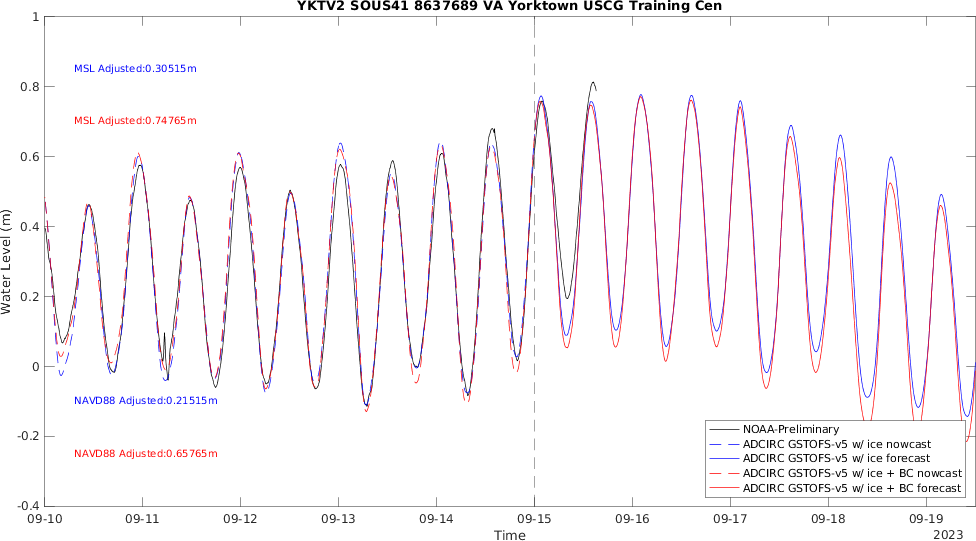 YKTV2 SOUS41 8637689 VA Yorktown USCG Training Cen
1
0.8
0.6
0.4
0.2
0
-0.2
-0.4
Water Level (m)
MSL Adjusted:0.30515m
MSL Adjusted:0.74765m
NAVD88 Adjusted:0.21515m
NAVD88 Adjusted:0.65765m
NOAA-Preliminary
ADCIRC GSTOFS-v5 w/ ice nowcast
ADCIRC GSTOFS-v5 w/ ice forecast
ADCIRC GSTOFS-v5 w/ice + BC nowcast
ADCIRC GSTOFS-v5 w/ice + BC forecast
09-10 09-11 09-12 09-13 09-14 09-15 09-16 09-17 09-18 09-19
Time
2023